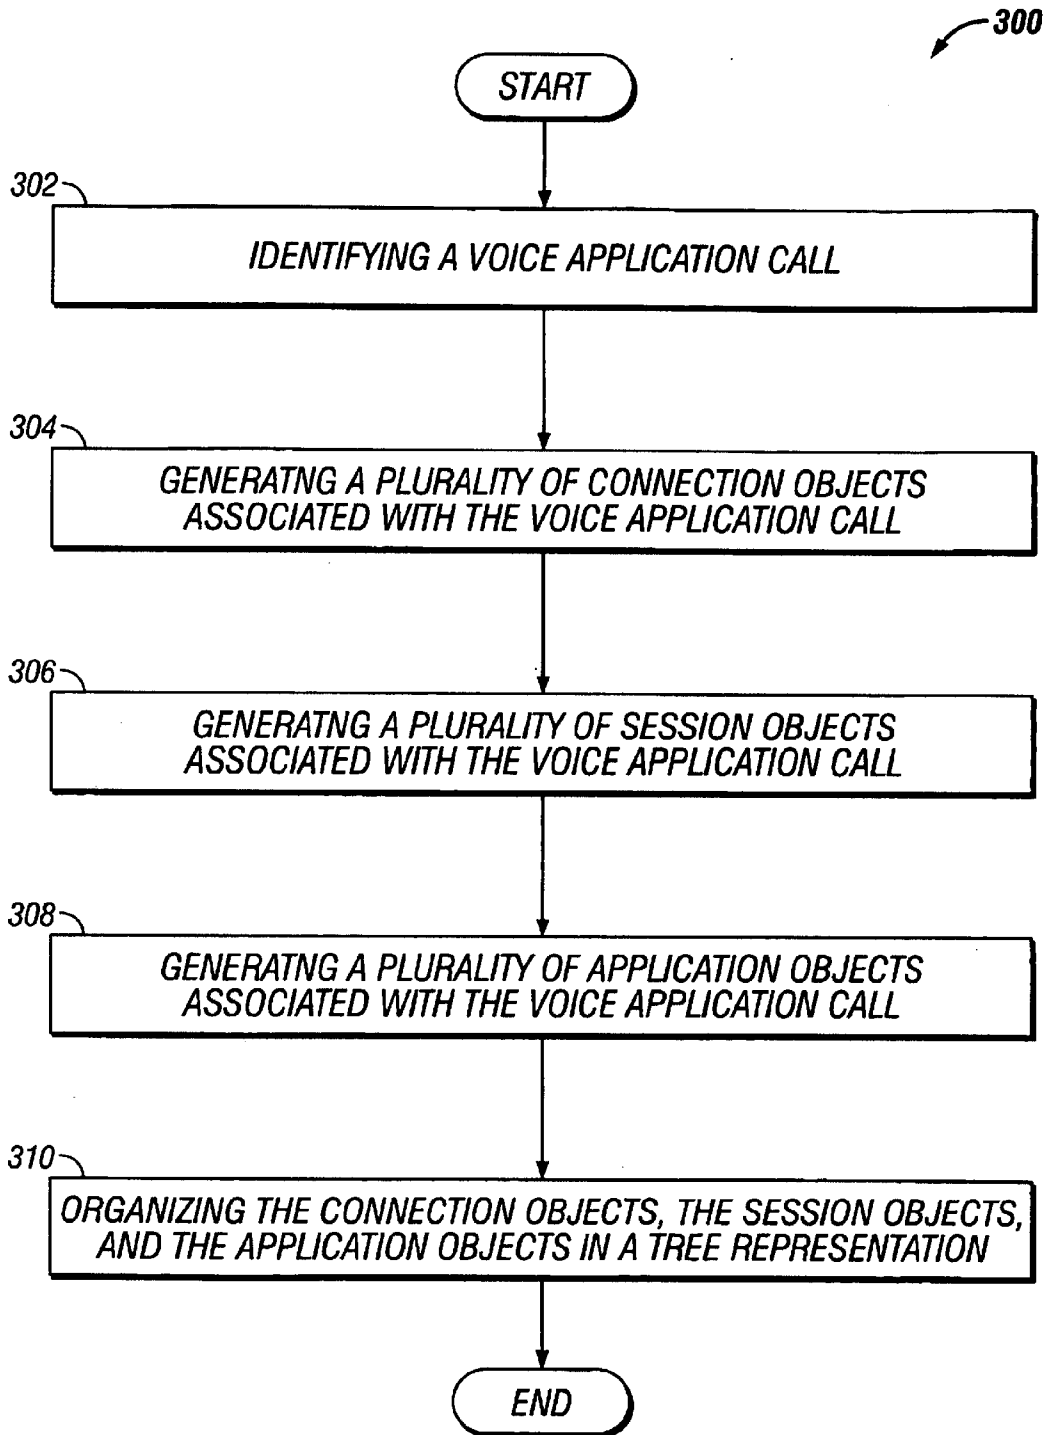 300
START
302
IDENTIFYING A VOICE APPLICATION CALL
304
GENERATNG A PLURALITY OF CONNECTION OBJECTS
ASSOCIATED WITH THE VOICE APPLICATION CALL
306
GENERATNG A PLURALITY OF SESSION OBJECTS
ASSOCIATED WITH THE VOICE APPLICATION CALL
308
GENERATNG A PLURALITY OF APPLICATION OBJECTS
ASSOCIATED WITH THE VOICE APPLICATION CALL
310
ORGANIZING THE CONNECTION OBJECTS, THE SESSION OBJECTS,
AND THE APPLICATION OBJECTS IN A TREE REPRESENTATION
END